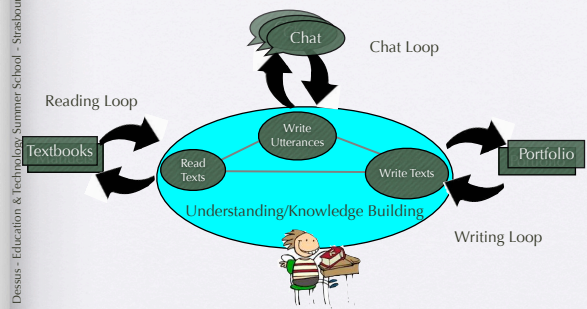 Chat
Chat Loop
Reading Loop
Textbooks
Write
Utterances
Read
Texts
Write Texts
Portfolio
Understanding/Knowledge Building
Writing Loop
Dessus - Education & Technology Summer School - Strasbou